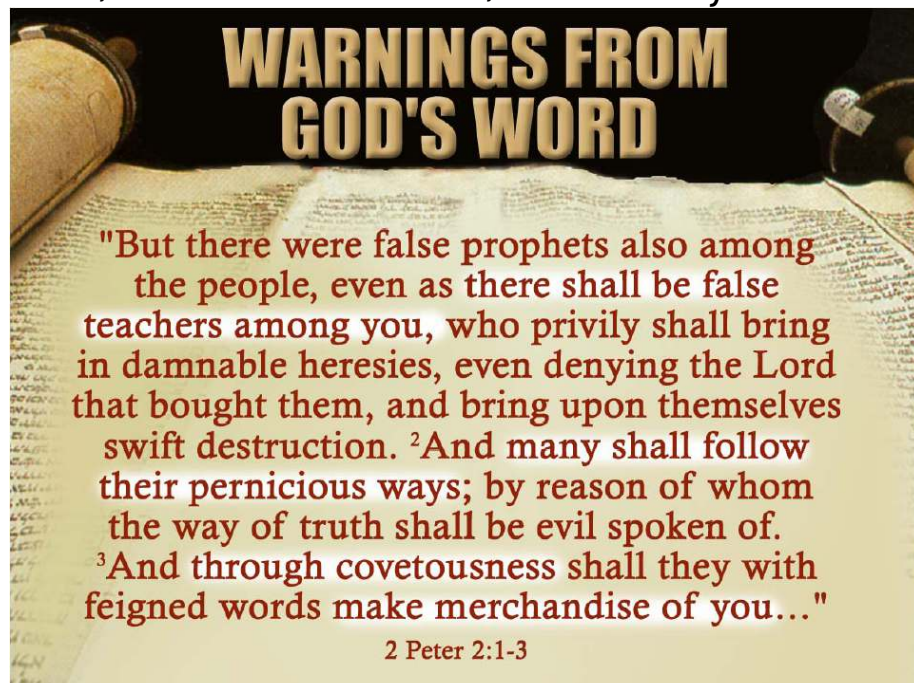 WARNINGS FROM
GOD'S WORD
"But there were false prophets also among
the people, even as there shall be false
teachers among you, who privily shall bring
in damnable heresies, even denying the Lord
that bought them, and bring upon themselves
swift destruction. ²And many shall follow
their pernicious ways; by reason of whom
the way of truth shall be evil spoken of.
³And through covetousness shall they with
feigned words make merchandise of you..."
2 Peter 2:1-3